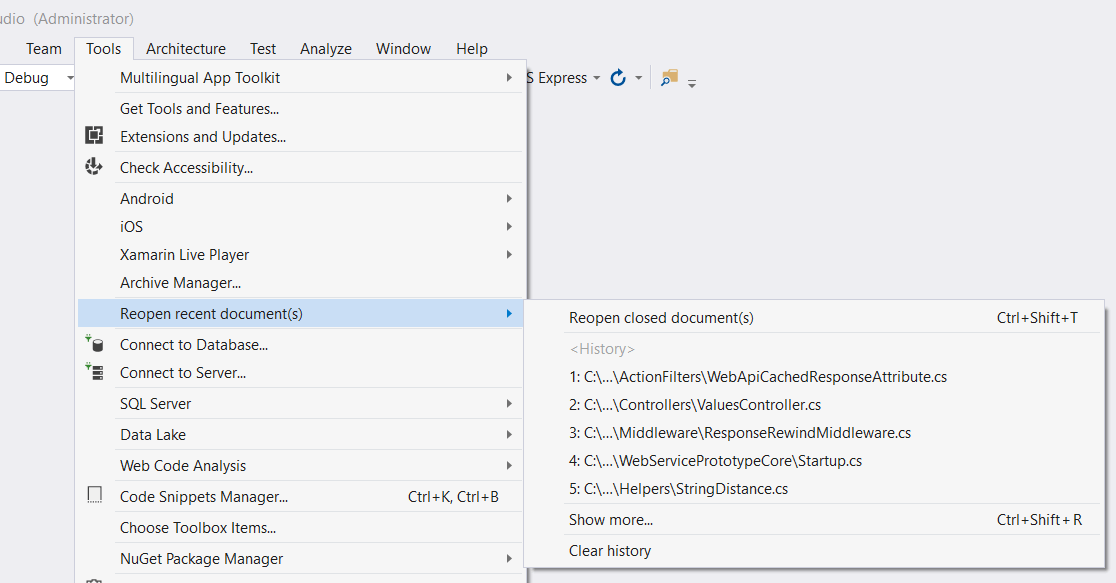 udio (Administrator)
Team Tools Architecture Test Analyze Window Help
Debug S Express
Multilingual App Toolkit
Get Tools and Features...
Extensions and Updates...
Check Accessibility...
Android
iOS
Xamarin Live Player
Archive Manager...
Reopen recent document(s)
Connect to Database...
Connect to Server...
SQL Server
Data Lake
Web Code Analysis
Code Snippets Manager... Ctrl+K, Ctrl+B
Choose Toolbox Items...
NuGet Package Manager
Reopen closed document(s) Ctrl+Shift+T
<History>
1: C:\...\ActionFilters\WebApiCachedResponseAttribute.cs
2: C:\...\Controllers\ValuesController.cs
3: C:\...\Middleware\ResponseRewindMiddleware.cs
4: C:\...\WebServicePrototypeCore\Startup.cs
5: C:\...\Helpers\StringDistance.cs
Show more... Ctrl+Shift+R
Clear history